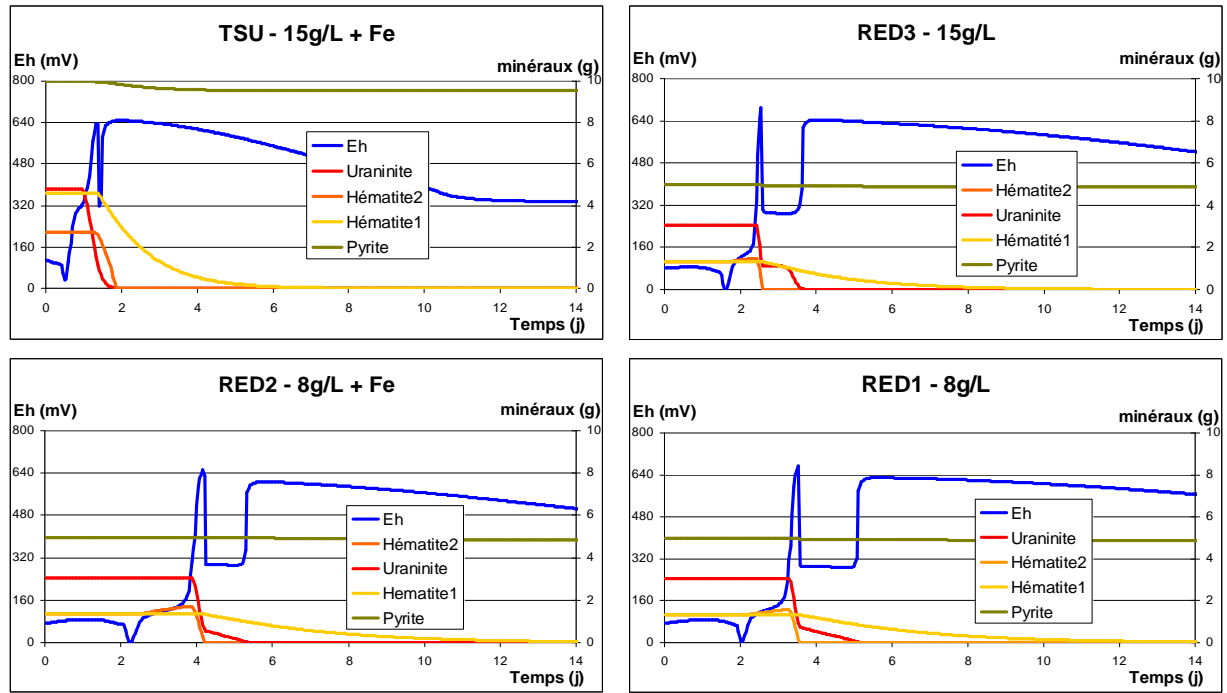 TSU - 15g/L + Fe
Eh (mV)
minéraux (g)
800
640
480
320
160
0
10
8
6
4
2
0
0
2
4
6
8
10
12
14
Temps (j)
Eh
Uraninite
Hématite2
Hématite1
Pyrite
RED3 - 15g/L
Eh (mV)
minéraux (g)
800
640
480
320
160
0
10
8
6
4
2
0
0
2
4
6
8
10
12
14
Temps (j)
Eh
Hématite2
Uraninite
Hématité1
Pyrite
RED2 - 8g/L + Fe
Eh (mV)
minéraux (g)
800
640
480
320
160
0
10
8
6
4
2
0
0
2
4
6
8
10
12
14
Temps (j)
Eh
Hématite2
Uraninite
Hematite1
Pyrite
RED1 - 8g/L
Eh (mV)
minéraux (g)
800
640
480
320
160
0
10
8
6
4
2
0
0
2
4
6
8
10
12
14
Temps (j)
Eh
Uraninite
Hématite2
Hématite1
Pyrite